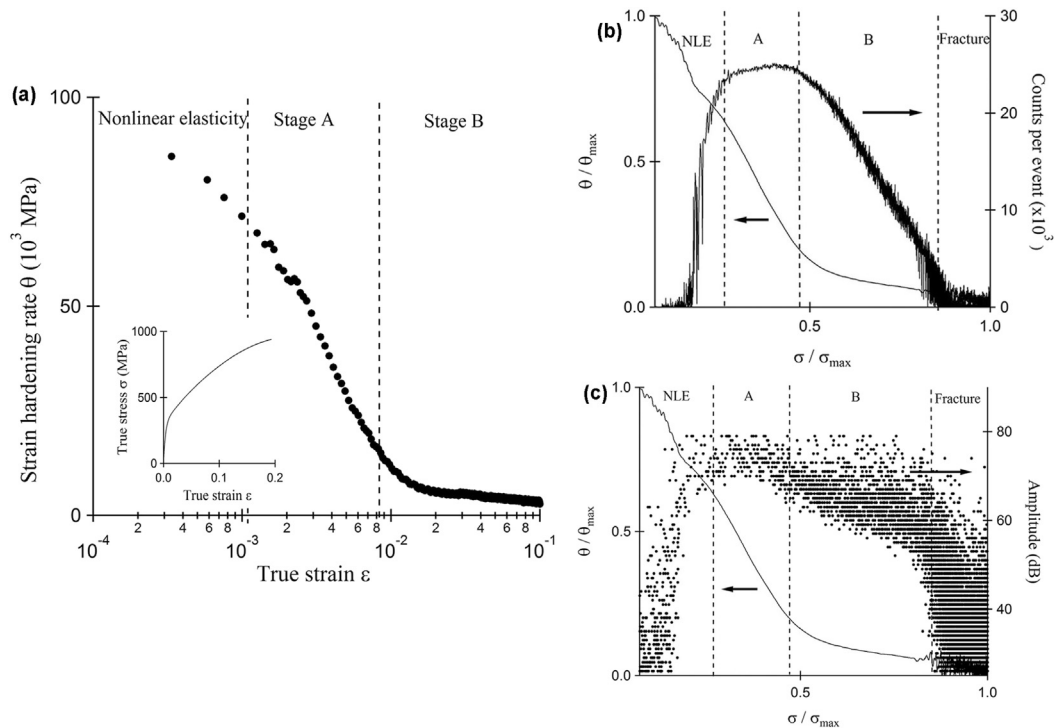 (a)
100
50
0
Strain hardening rate θ (10³ MPa)
Nonlinear elasticity
Stage A
Stage B
1000
500
0
True stress σ (MPa)
0.0
0.1
0.2
True strain ε
10⁻⁴
6
8
10⁻³
2
4
6
8
10⁻²
2
4
6
8
10⁻¹
True strain ε
(b)
1.0
0.5
0.0
θ / θmax
NLE
A
B
Fracture
30
20
10
0
Counts per event (x10³)
0.5
1.0
σ / σmax
(c)
1.0
0.5
0.0
θ / θmax
NLE
A
B
Fracture
80
60
40
Amplitude (dB)
0.5
1.0
σ / σmax